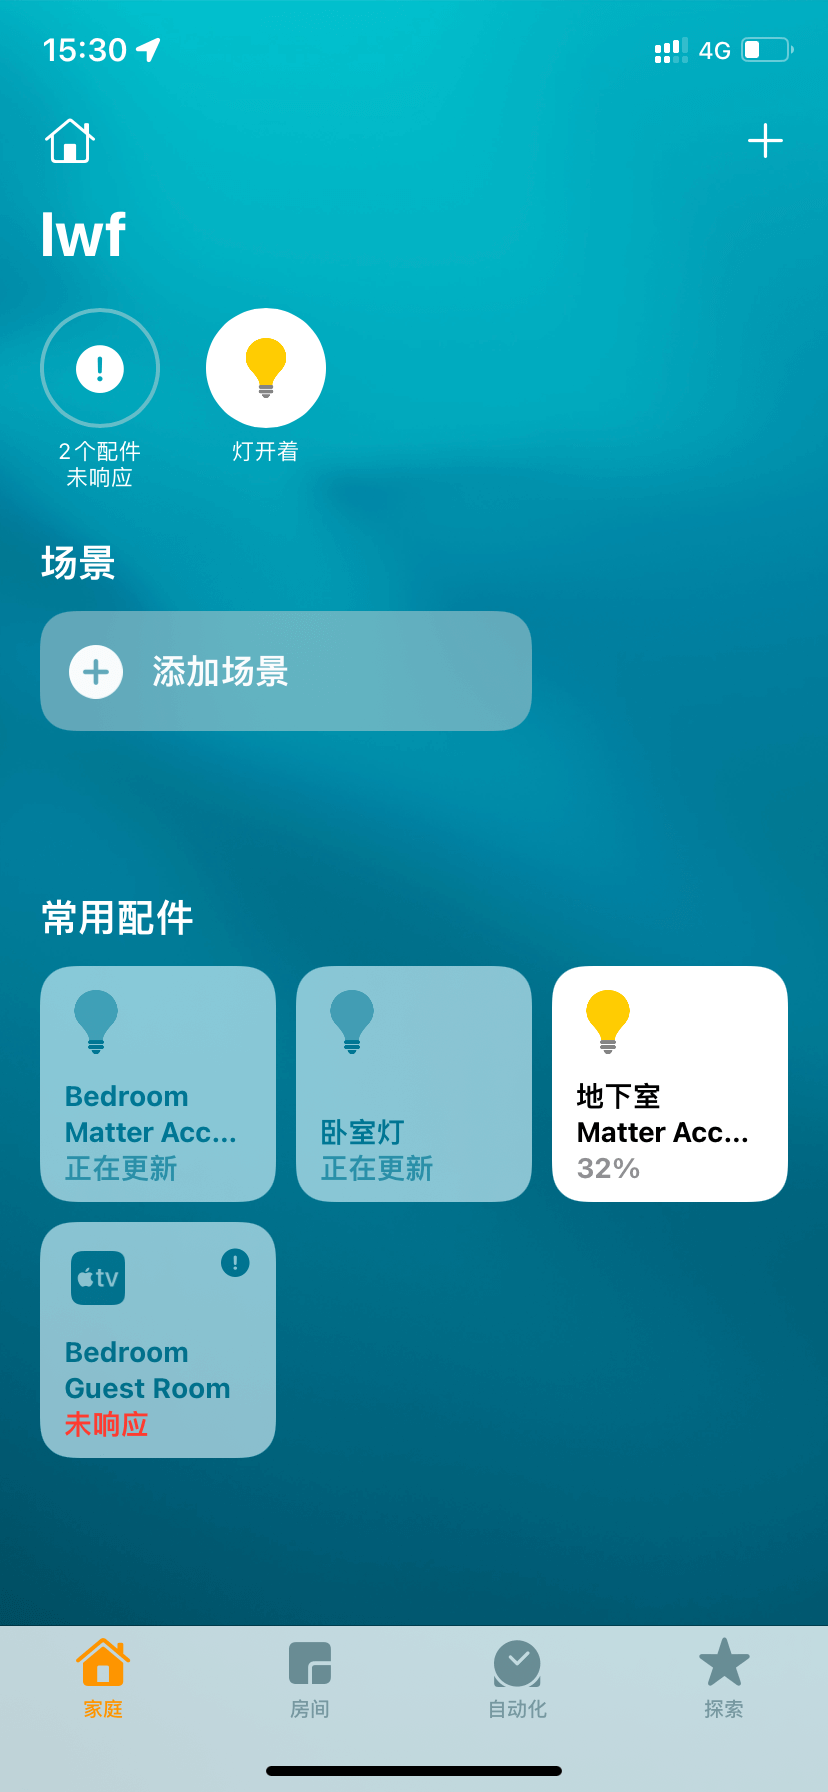 15:30
4G
lwf
2个配件
未响应
灯开着
场景
添加场景
常用配件
Bedroom
Matter Acc...
正在更新
卧室灯
正在更新
地下室
Matter Acc...
32%
tv
Bedroom
Guest Room
未响应
家庭
房间
自动化
探索